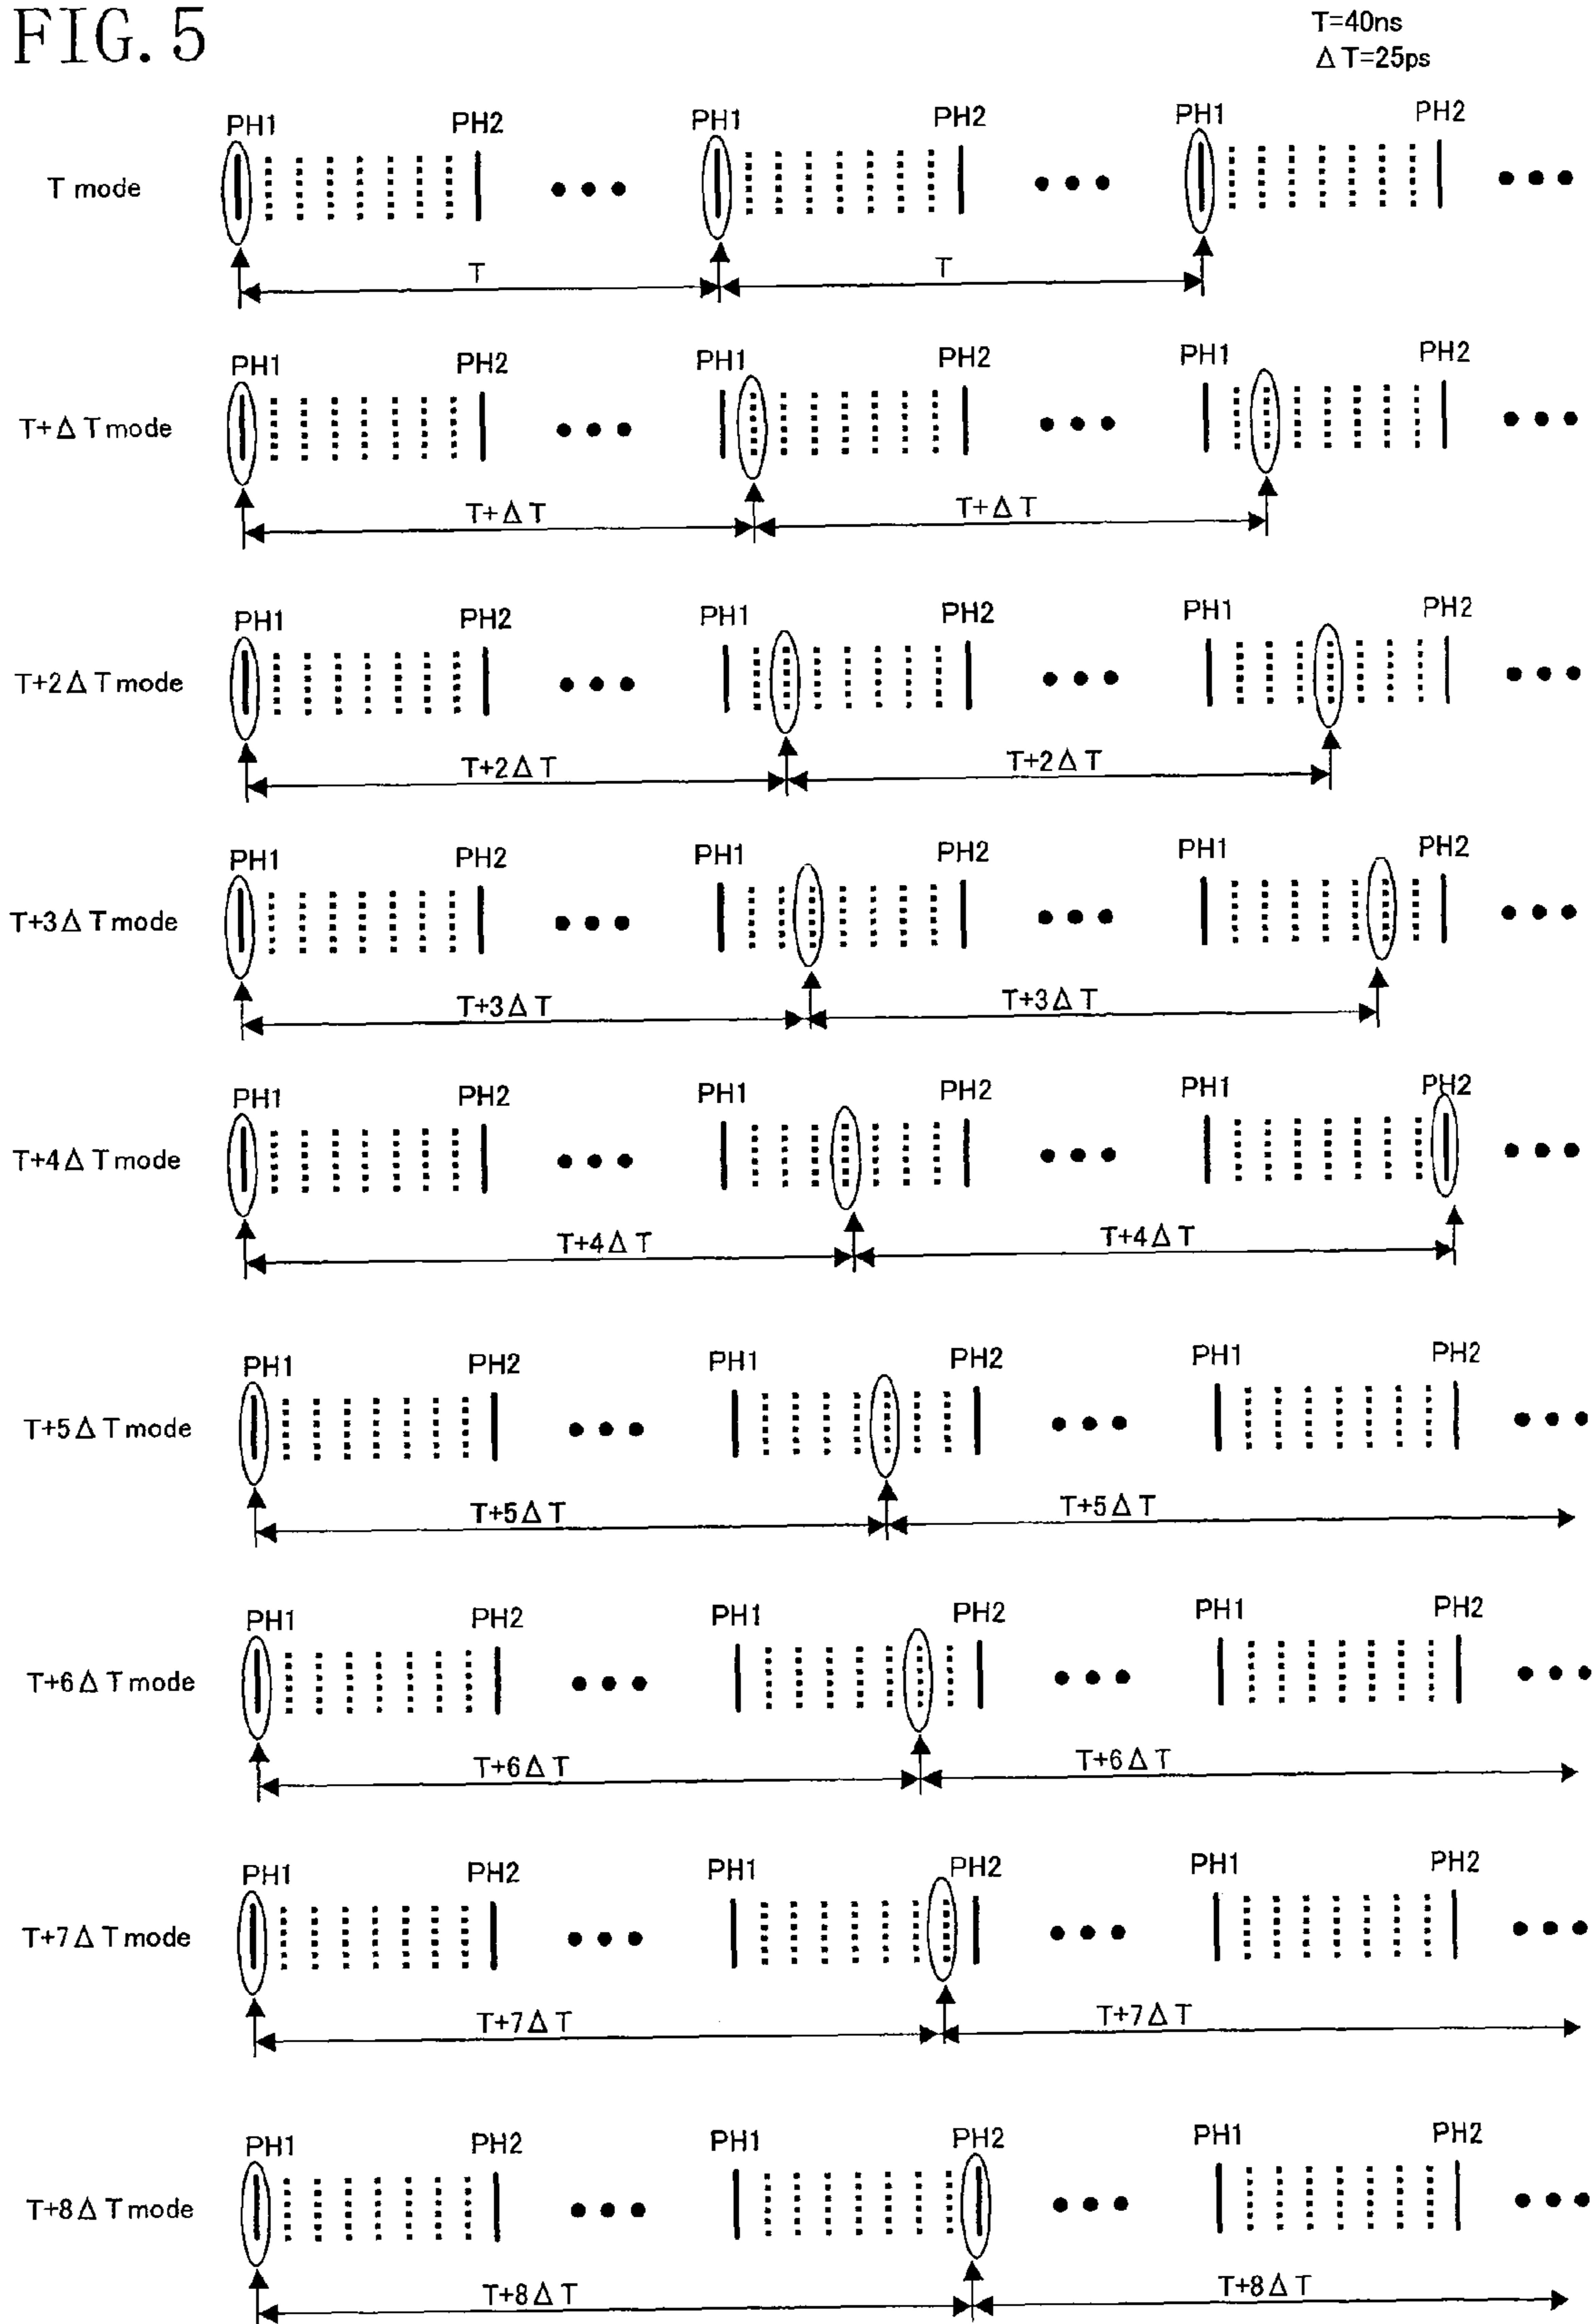 FIG. 5
T=40ns
ΔT=25ps
PH1 PH2 PH1 PH2 PH1 PH2
T mode
T T
PH1 PH2 PH1 PH2 PH1 PH2
T+ΔT mode
T+ΔT T+ΔT
PH1 PH2 PH1 PH2 PH1 PH2
T+2ΔT mode
T+2ΔT T+2ΔT
PH1 PH2 PH1 PH2 PH1 PH2
T+3ΔT mode
T+3ΔT T+3ΔT
PH1 PH2 PH1 PH2 PH1 PH2
T+4ΔT mode
T+4ΔT T+4ΔT
PH1 PH2 PH1 PH2 PH1 PH2
T+5ΔT mode
T+5ΔT T+5ΔT
PH1 PH2 PH1 PH2 PH1 PH2
T+6ΔT mode
T+6ΔT T+6ΔT
PH1 PH2 PH1 PH2 PH1 PH2
T+7ΔT mode
T+7ΔT T+7ΔT
PH1 PH2 PH1 PH2 PH1 PH2
T+8ΔT mode
T+8ΔT T+8ΔT